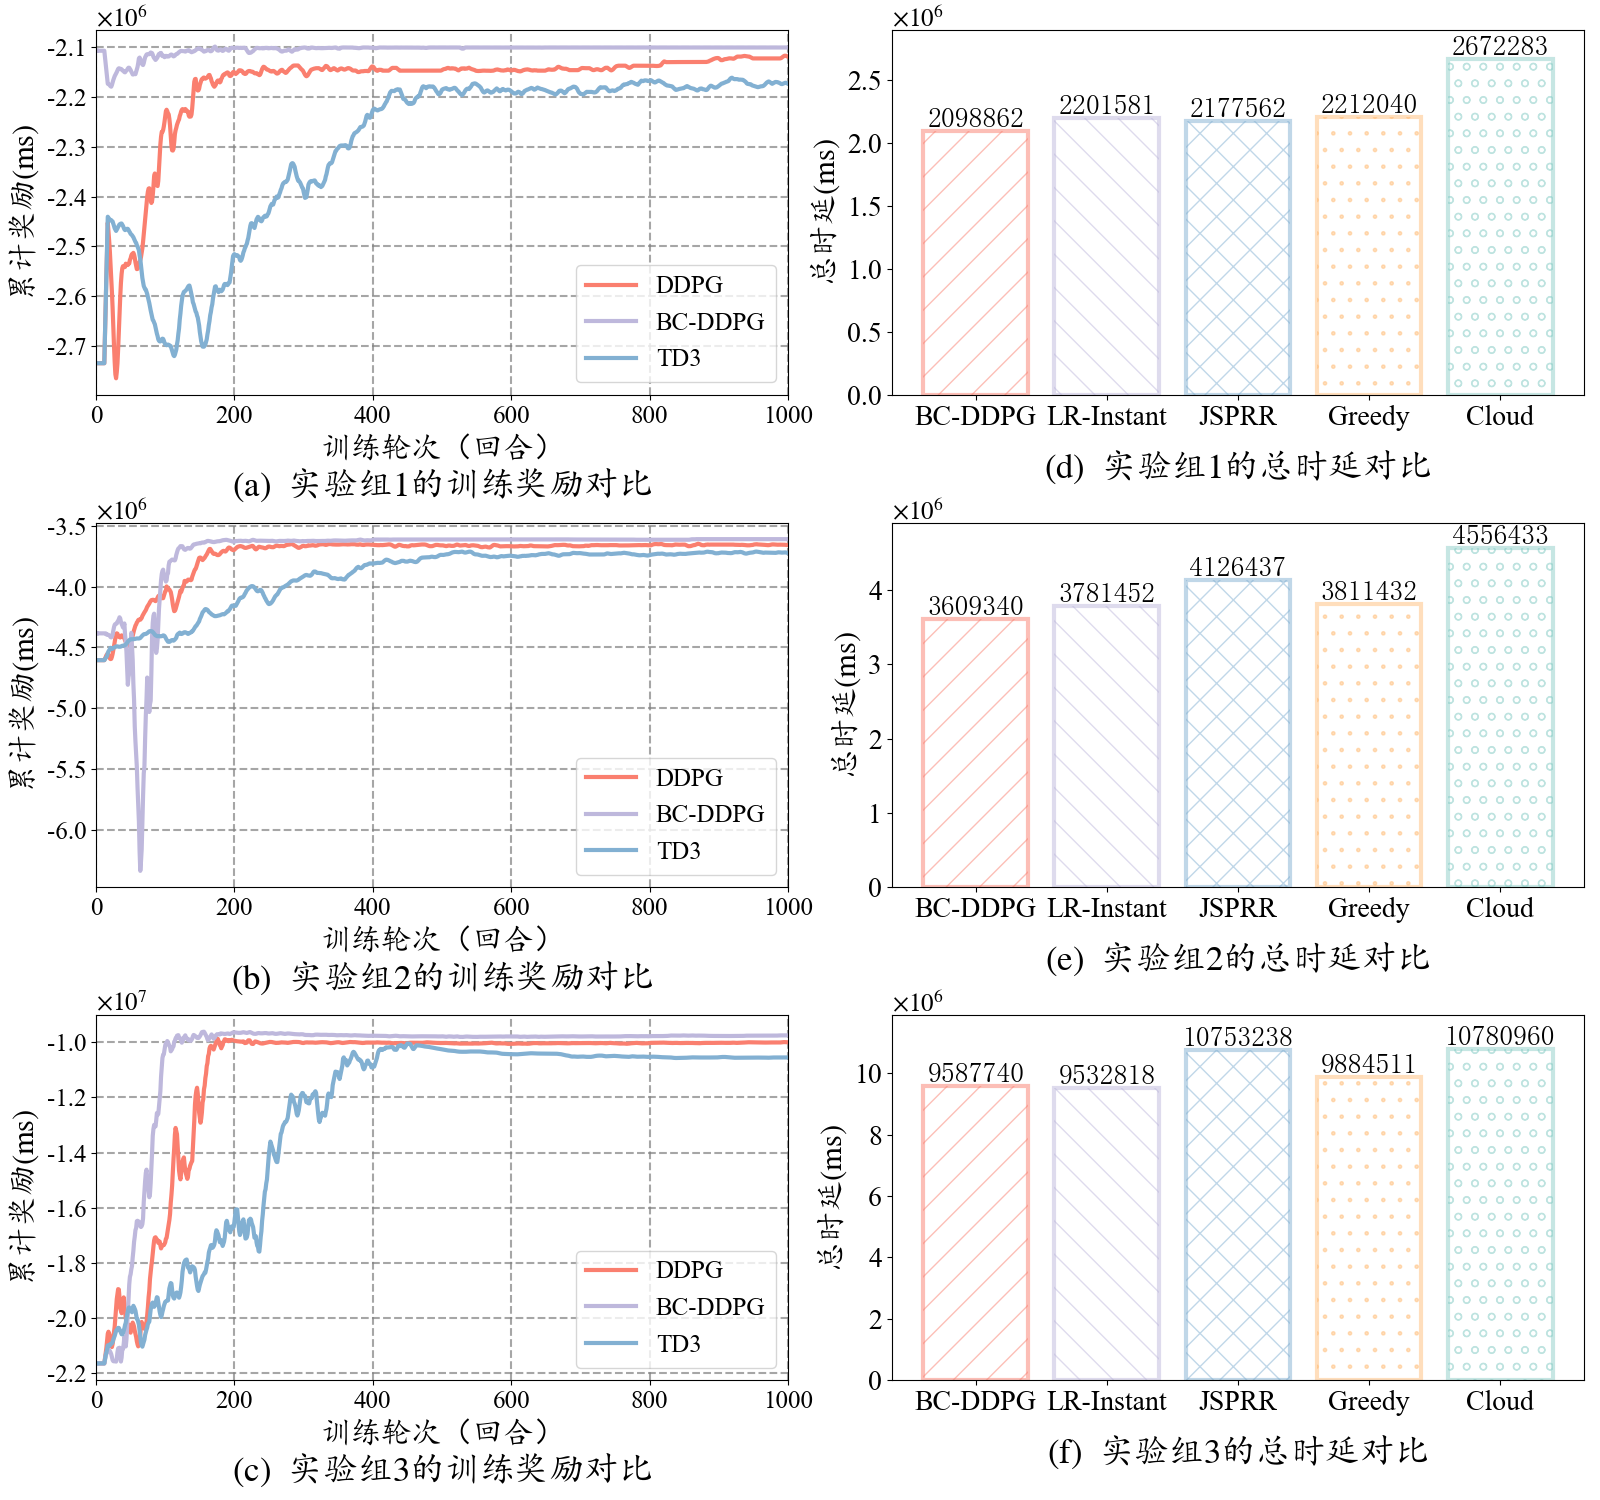 ×10⁶
-2.1
-2.2
-2.3
-2.4
-2.5
-2.6
-2.7
累计奖励(ms)
DDPG
BC-DDPG
TD3
0 200 400 600 800 1000
训练轮次（回合）
(a) 实验组1的训练奖励对比
×10⁶
2.5
2.0
1.5
1.0
0.5
0.0
总时延(ms)
2098862 2201581 2177562 2212040 2672283
BC-DDPG LR-Instant JSPRR Greedy Cloud
(d) 实验组1的总时延对比
×10⁶
-3.5
-4.0
-4.5
-5.0
-5.5
-6.0
累计奖励(ms)
DDPG
BC-DDPG
TD3
0 200 400 600 800 1000
训练轮次（回合）
(b) 实验组2的训练奖励对比
×10⁶
4
3
2
1
0
总时延(ms)
3609340 3781452 4126437 3811432 4556433
BC-DDPG LR-Instant JSPRR Greedy Cloud
(e) 实验组2的总时延对比
×10⁷
-1.0
-1.2
-1.4
-1.6
-1.8
-2.0
-2.2
累计奖励(ms)
DDPG
BC-DDPG
TD3
0 200 400 600 800 1000
训练轮次（回合）
(c) 实验组3的训练奖励对比
×10⁶
10
8
6
4
2
0
总时延(ms)
9587740 9532818 10753238 9884511 10780960
BC-DDPG LR-Instant JSPRR Greedy Cloud
(f) 实验组3的总时延对比